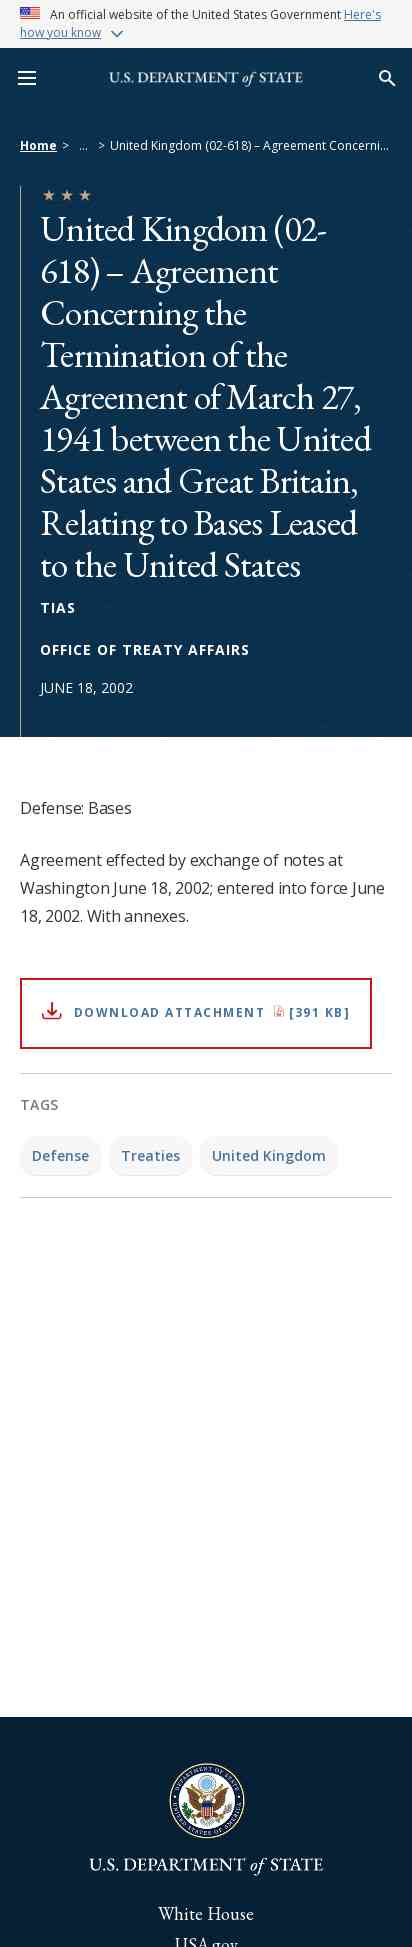 An official website of the United States Government Here's
how you know
U.S. DEPARTMENT of STATE
Home > ... > United Kingdom (02-618) – Agreement Concerni...
United Kingdom (02-
618) – Agreement
Concerning the
Termination of the
Agreement of March 27,
1941 between the United
States and Great Britain,
Relating to Bases Leased
to the United States
TIAS
OFFICE OF TREATY AFFAIRS
JUNE 18, 2002
Defense: Bases
Agreement effected by exchange of notes at
Washington June 18, 2002; entered into force June
18, 2002. With annexes.
DOWNLOAD ATTACHMENT [391 KB]
TAGS
Defense Treaties United Kingdom
DEPARTMENT OF STATE
UNITED STATES OF AMERICA
U.S. DEPARTMENT of STATE
White House
USA.gov